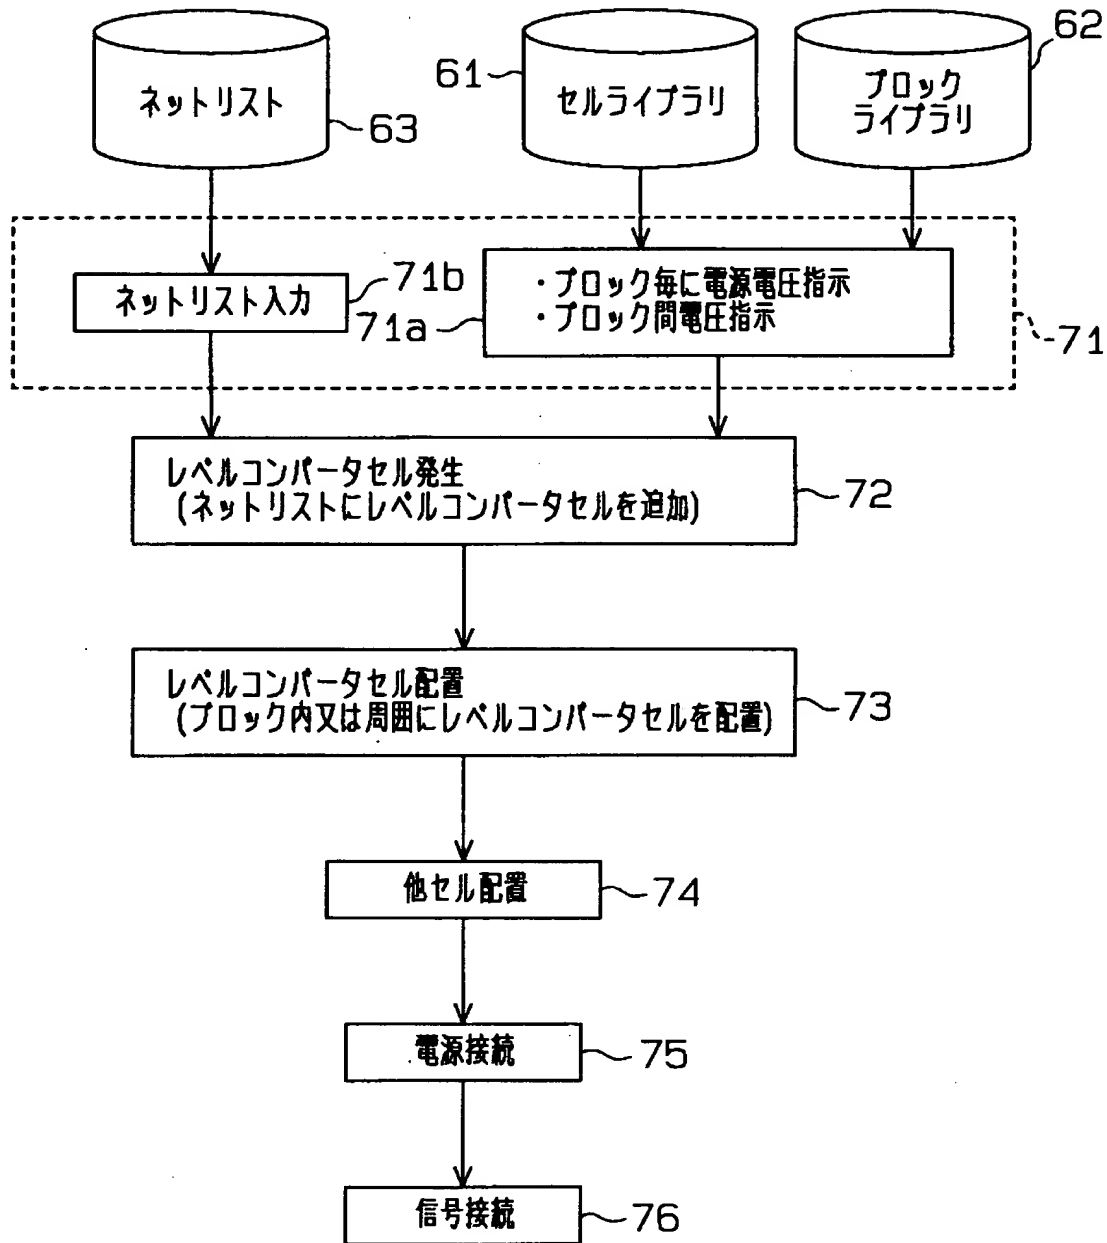 ネットリスト
63
61
セルライブラリ
62
ブロック
ライブラリ
ネットリスト入力
71b
71a
・ブロック毎に電源電圧指示
・ブロック間電圧指示
71
レベルコンバータセル発生
(ネットリストにレベルコンバータセルを追加)
72
レベルコンバータセル配置
(ブロック内又は周囲にレベルコンバータセルを配置)
73
他セル配置
74
電源接続
75
信号接続
76